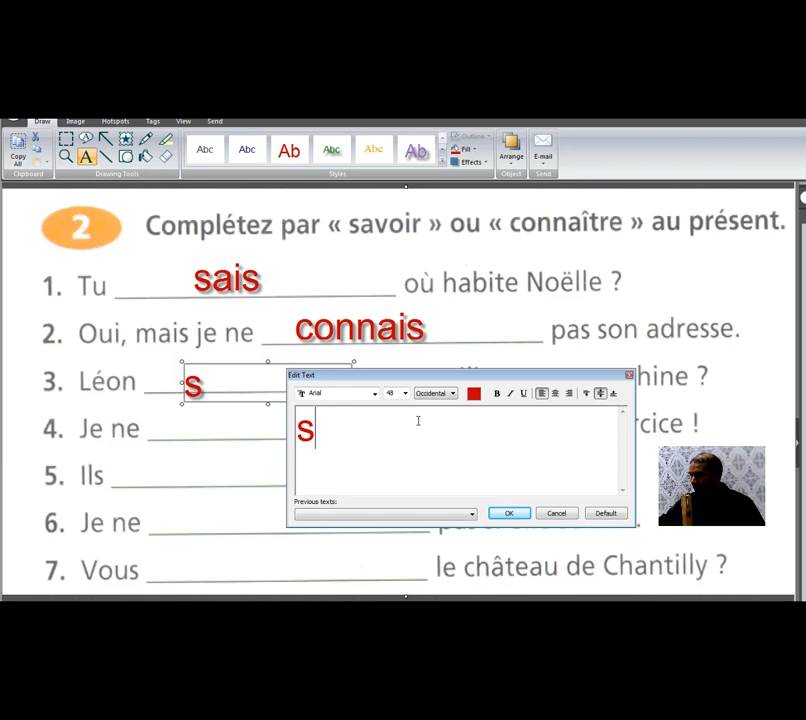 Draw Image Hotspots Tags View Send
Copy All
Abc Abc Ab Abc Abc Ab
Outline
Fill
Effects
Arrange
E-mail
Clipboard Drawing Tools Styles Object Send
2 Complétez par « savoir » ou « connaître » au présent.
1. Tu sais où habite Noëlle ?
2. Oui, mais je ne connais pas son adresse.
3. Léon s hine ?
4. Je ne rcice !
5. Ils
6. Je ne
7. Vous le château de Chantilly ?
Edit Text
Arial 48 Occidental B I U
s
Previous texts:
OK Cancel Default